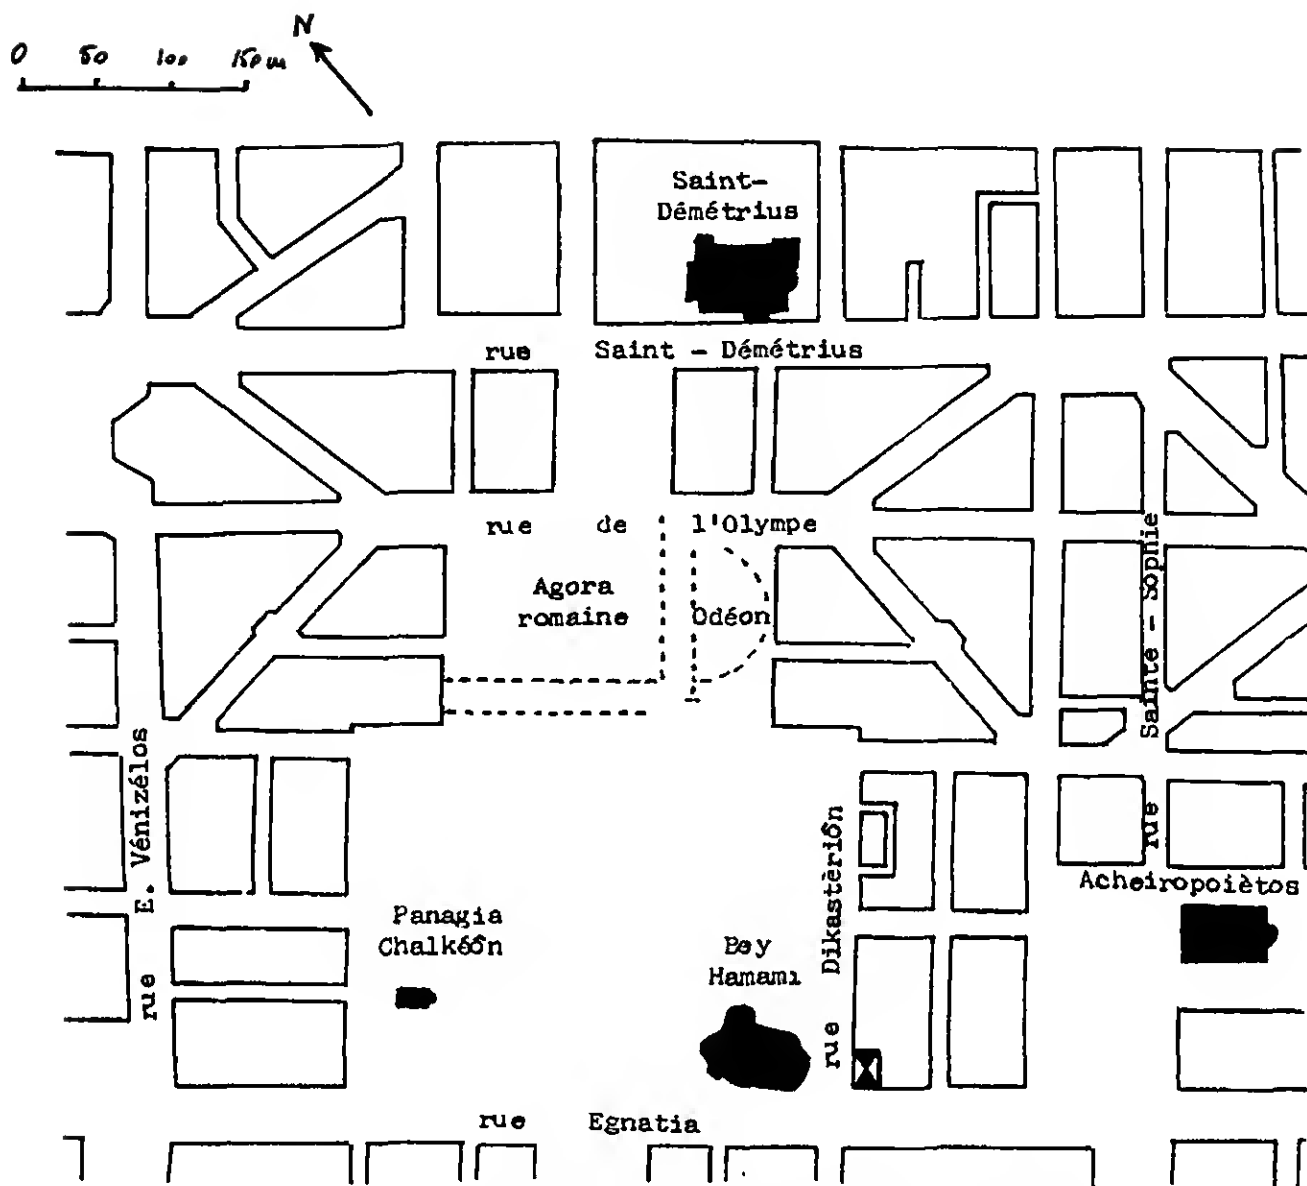 N
0 50 100 150 m
Saint-
Démétrius
rue Saint - Démétrius
rue de l'Olympe
Agora
romaine
Odéon
rue Sainte - Sophie
rue E. Vénizélos
rue Dikastèriôn
Acheiropoiètos
Panagia
Chalkéôn
Bey
Hamamı
rue Egnatia